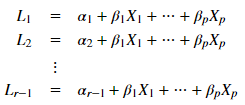 L₁ = α₁ + β₁X₁ + ··· + βₚXₚ
L₂ = α₂ + β₁X₁ + ··· + βₚXₚ
⋮
Lᵣ₋₁ = αᵣ₋₁ + β₁X₁ + ··· + βₚXₚ